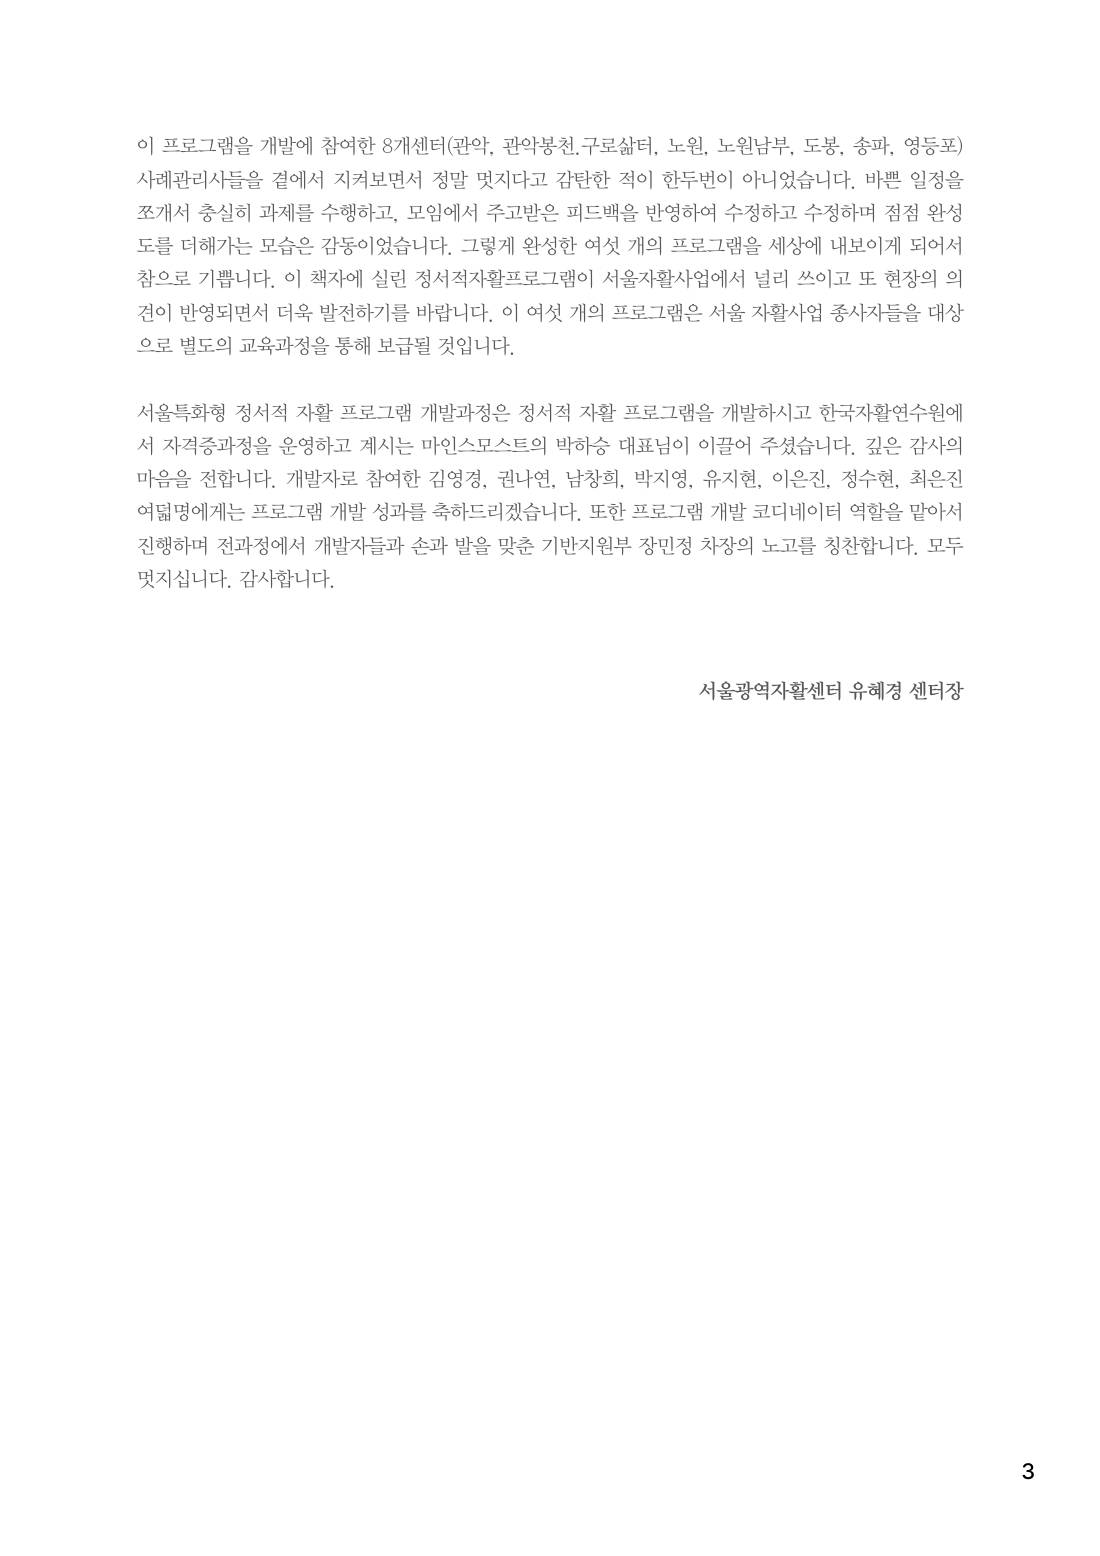 이 프로그램을 개발에 참여한 8개센터(관악, 관악봉천.구로삶터, 노원, 노원남부, 도봉, 송파, 영등포)
사례관리사들을 곁에서 지켜보면서 정말 멋지다고 감탄한 적이 한두번이 아니었습니다. 바쁜 일정을
쪼개서 충실히 과제를 수행하고, 모임에서 주고받은 피드백을 반영하여 수정하고 수정하며 점점 완성
도를 더해가는 모습은 감동이었습니다. 그렇게 완성한 여섯 개의 프로그램을 세상에 내보이게 되어서
참으로 기쁩니다. 이 책자에 실린 정서적자활프로그램이 서울자활사업에서 널리 쓰이고 또 현장의 의
견이 반영되면서 더욱 발전하기를 바랍니다. 이 여섯 개의 프로그램은 서울 자활사업 종사자들을 대상
으로 별도의 교육과정을 통해 보급될 것입니다.
서울특화형 정서적 자활 프로그램 개발과정은 정서적 자활 프로그램을 개발하시고 한국자활연수원에
서 자격증과정을 운영하고 계시는 마인스모스트의 박하승 대표님이 이끌어 주셨습니다. 깊은 감사의
마음을 전합니다. 개발자로 참여한 김영경, 권나연, 남창희, 박지영, 유지현, 이은진, 정수현, 최은진
여덟명에게는 프로그램 개발 성과를 축하드리겠습니다. 또한 프로그램 개발 코디네이터 역할을 맡아서
진행하며 전과정에서 개발자들과 손과 발을 맞춘 기반지원부 장민정 차장의 노고를 칭찬합니다. 모두
멋지십니다. 감사합니다.
서울광역자활센터 유혜경 센터장
3